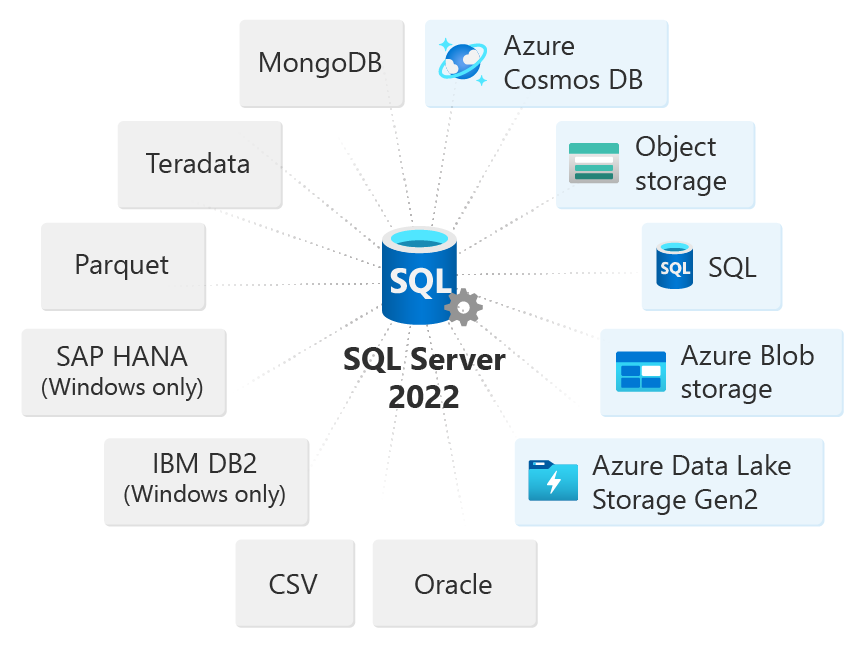 MongoDB
Azure
Cosmos DB
Teradata
Object
storage
Parquet
SQL
SQL
SQL
SAP HANA
(Windows only)
SQL Server
2022
Azure Blob
storage
IBM DB2
(Windows only)
Azure Data Lake
Storage Gen2
CSV
Oracle